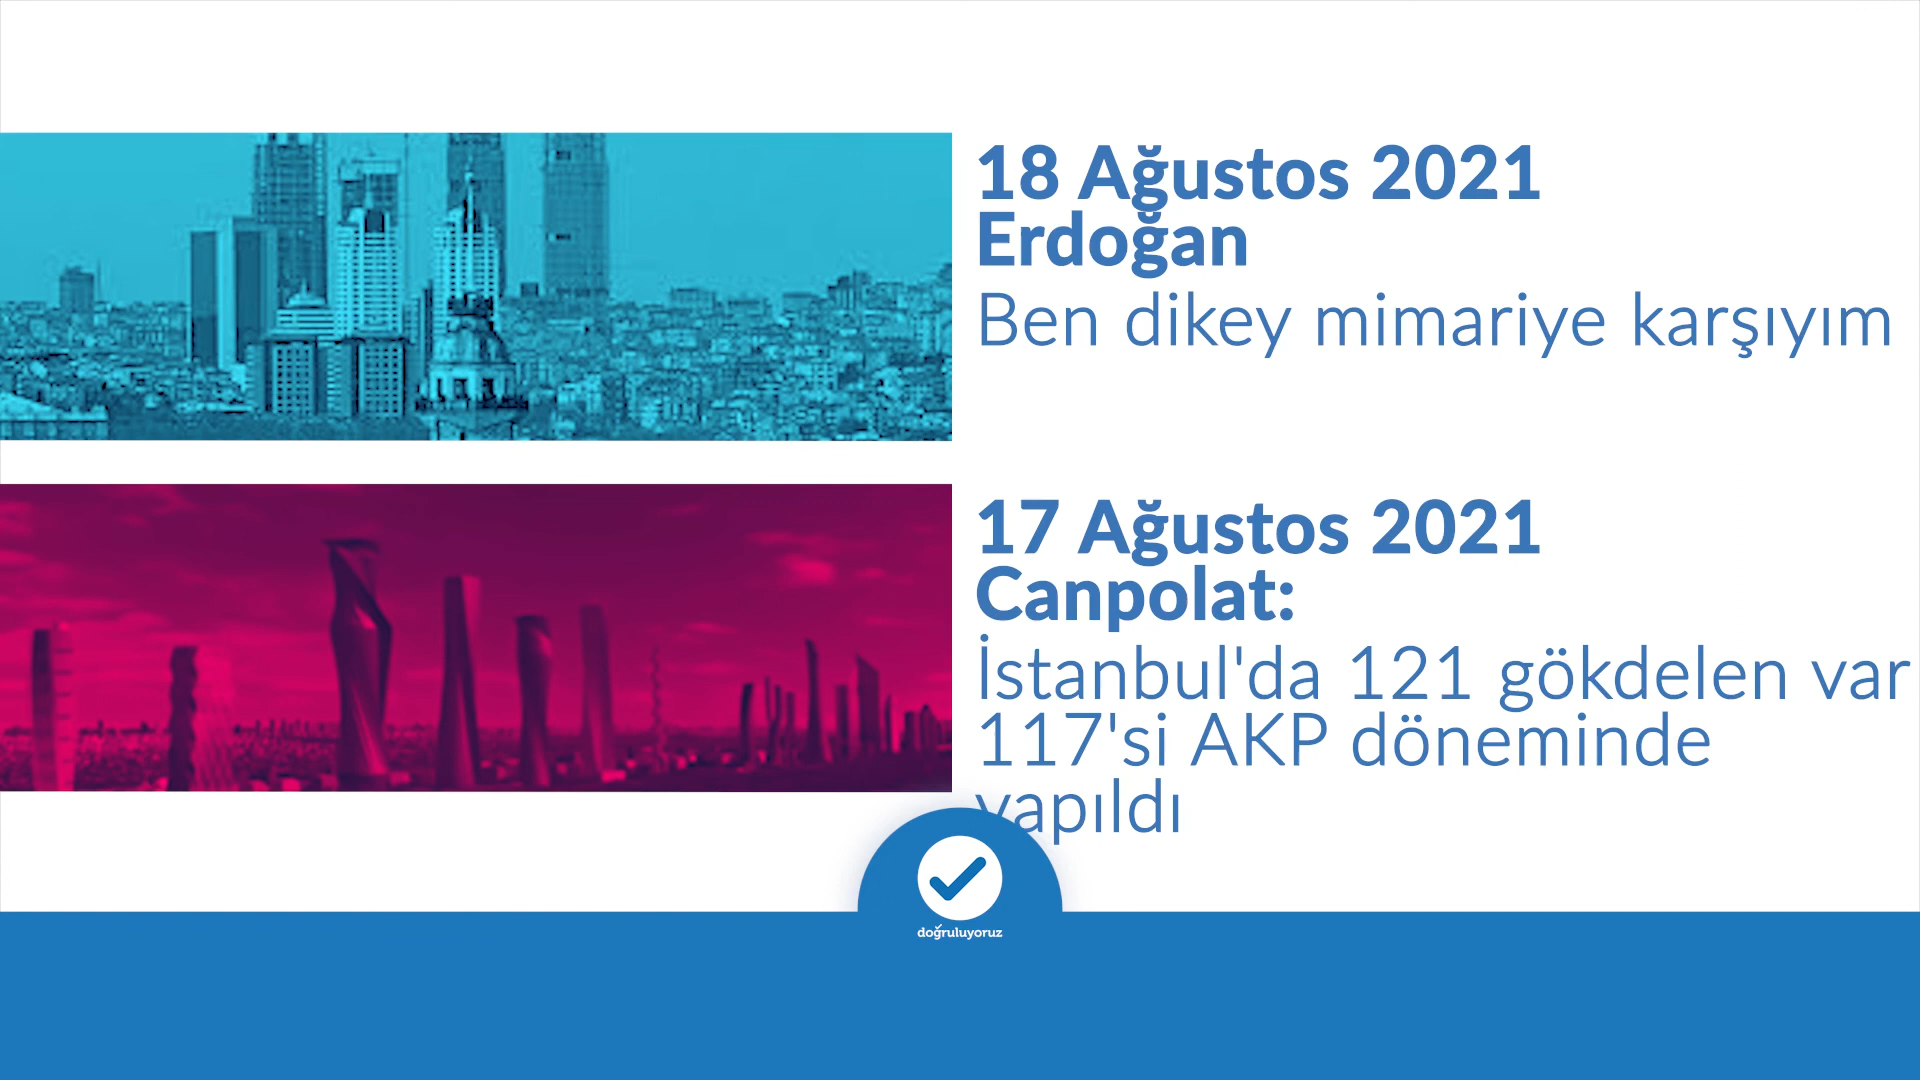 18 Ağustos 2021
Erdoğan
Ben dikey mimariye karşıyım
17 Ağustos 2021
Canpolat:
İstanbul'da 121 gökdelen var
117'si AKP döneminde
yapıldı
doğruluyoruz